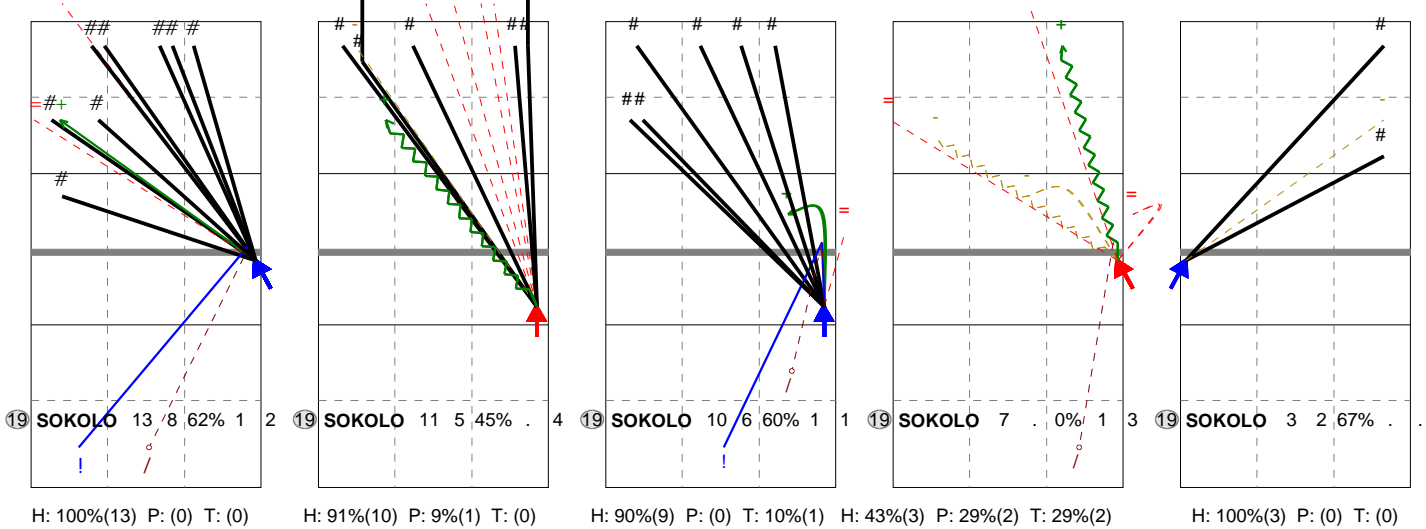 ## ## # # - # ## # # # # + #
=#+ # # + ## = - -
# + = - = #
19 SOKOLO 13 8 62% 1 2 19 SOKOLO 11 5 45% . 4 19 SOKOLO 10 6 60% 1 1 19 SOKOLO 7 . 0% 1 3 19 SOKOLO 3 2 67% . .
! / ! / /
H: 100%(13) P: (0) T: (0) H: 91%(10) P: 9%(1) T: (0) H: 90%(9) P: (0) T: 10%(1) H: 43%(3) P: 29%(2) T: 29%(2) H: 100%(3) P: (0) T: (0)